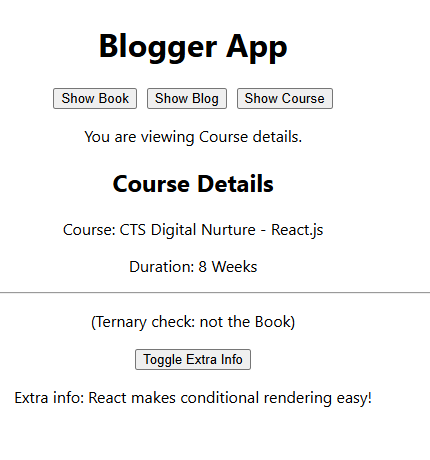 Blogger App
Show Book Show Blog Show Course
You are viewing Course details.
Course Details
Course: CTS Digital Nurture - React.js
Duration: 8 Weeks
(Ternary check: not the Book)
Toggle Extra Info
Extra info: React makes conditional rendering easy!